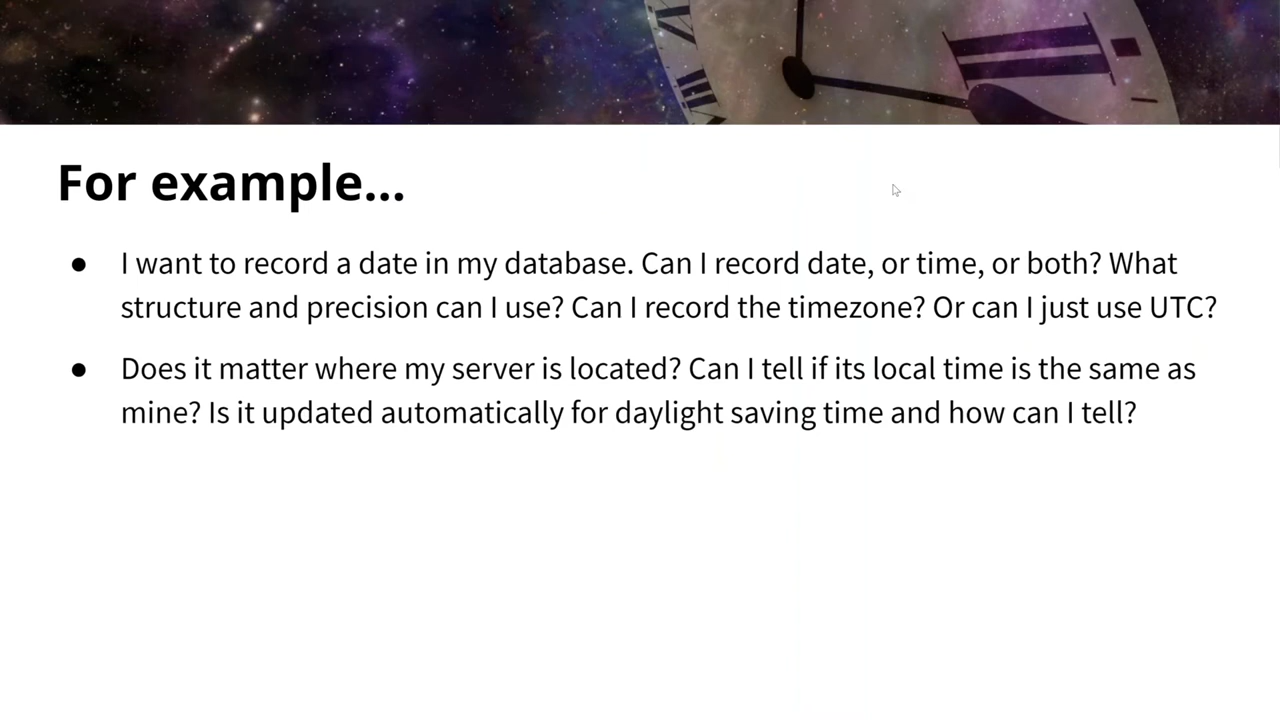 For example...
● I want to record a date in my database. Can I record date, or time, or both? What
structure and precision can I use? Can I record the timezone? Or can I just use UTC?
● Does it matter where my server is located? Can I tell if its local time is the same as
mine? Is it updated automatically for daylight saving time and how can I tell?